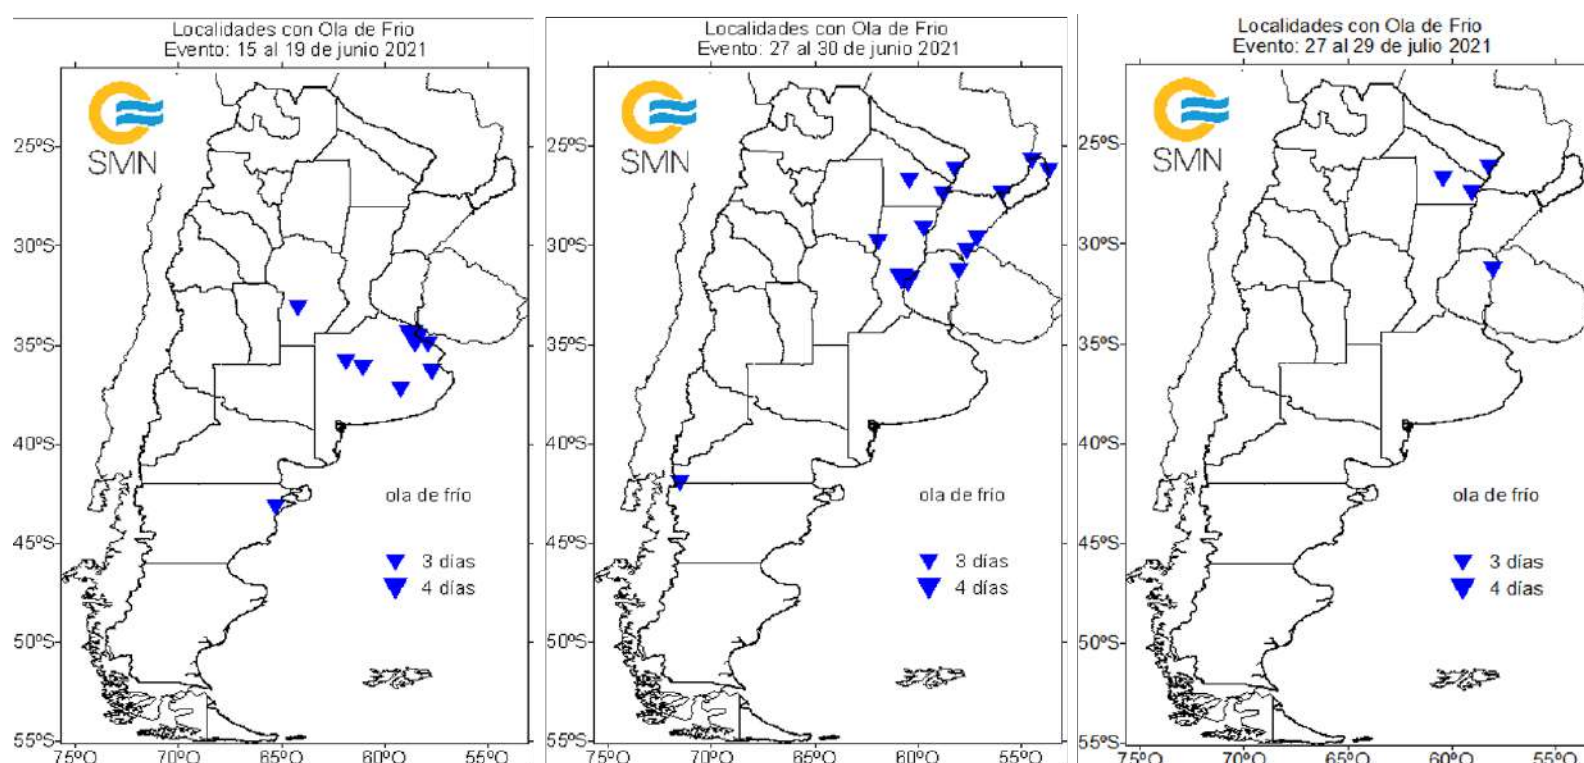 Localidades con Ola de Frio
Evento: 15 al 19 de junio 2021
SMN
25ºS
30ºS
35ºS
40ºS
45ºS
50ºS
55ºS
ola de frío
3 días
4 días
75ºO 70ºO 65ºO 60ºO 55ºO
Localidades con Ola de Frio
Evento: 27 al 30 de junio 2021
SMN
25ºS
30ºS
35ºS
40ºS
45ºS
50ºS
55ºS
ola de frío
3 días
4 días
75ºO 70ºO 65ºO 60ºO 55ºO
Localidades con Ola de Frio
Evento: 27 al 29 de julio 2021
SMN
25ºS
30ºS
35ºS
40ºS
45ºS
50ºS
55ºS
ola de frío
3 días
4 días
75ºO 70ºO 65ºO 60ºO 55ºO